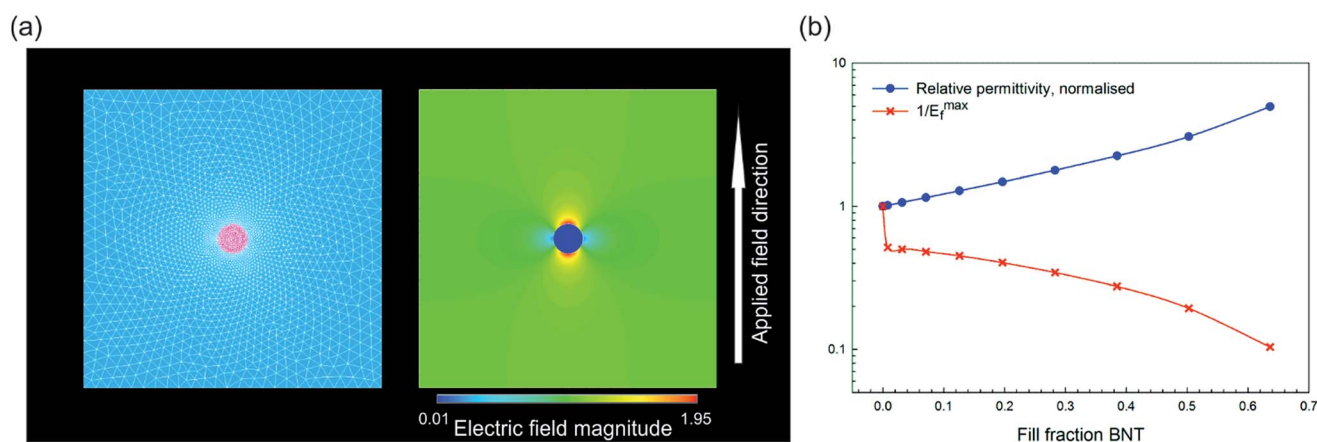 (a)
Applied field direction
0.01
1.95
Electric field magnitude
(b)
10
1
0.1
Relative permittivity, normalised
1/E_f^max
0.0 0.1 0.2 0.3 0.4 0.5 0.6 0.7
Fill fraction BNT